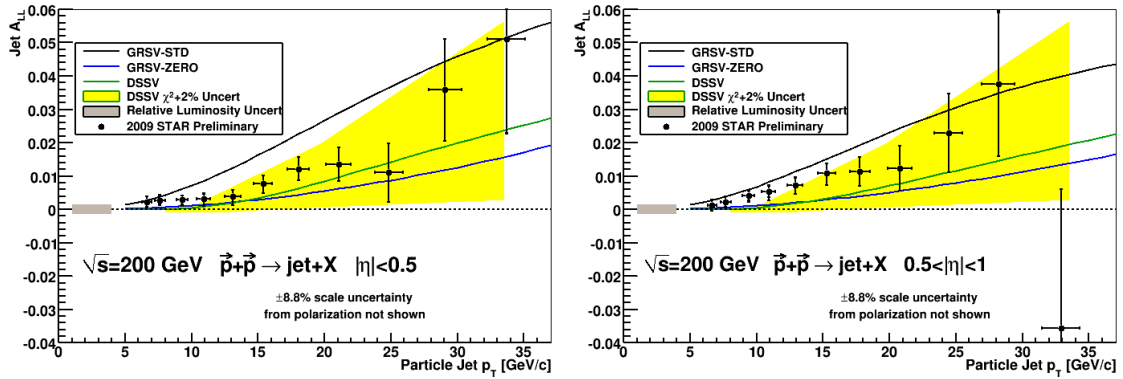 Jet A_LL
0.06
0.05
0.04
0.03
0.02
0.01
0
-0.01
-0.02
-0.03
-0.04
GRSV-STD
GRSV-ZERO
DSSV
DSSV χ²+2% Uncert
Relative Luminosity Uncert
2009 STAR Preliminary
√s=200 GeV p⃗+p⃗ → jet+X |η|<0.5
±8.8% scale uncertainty
from polarization not shown
0 5 10 15 20 25 30 35
Particle Jet p_T [GeV/c]
Jet A_LL
0.06
0.05
0.04
0.03
0.02
0.01
0
-0.01
-0.02
-0.03
-0.04
GRSV-STD
GRSV-ZERO
DSSV
DSSV χ²+2% Uncert
Relative Luminosity Uncert
2009 STAR Preliminary
√s=200 GeV p⃗+p⃗ → jet+X 0.5<|η|<1
±8.8% scale uncertainty
from polarization not shown
0 5 10 15 20 25 30 35
Particle Jet p_T [GeV/c]